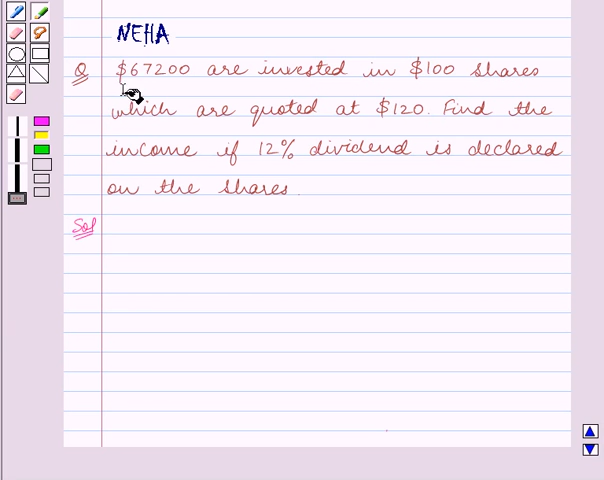 NEHA
Q $67200 are invested in $100 shares
which are quoted at $120. Find the
income if 12% dividend is declared
on the shares.
Sol